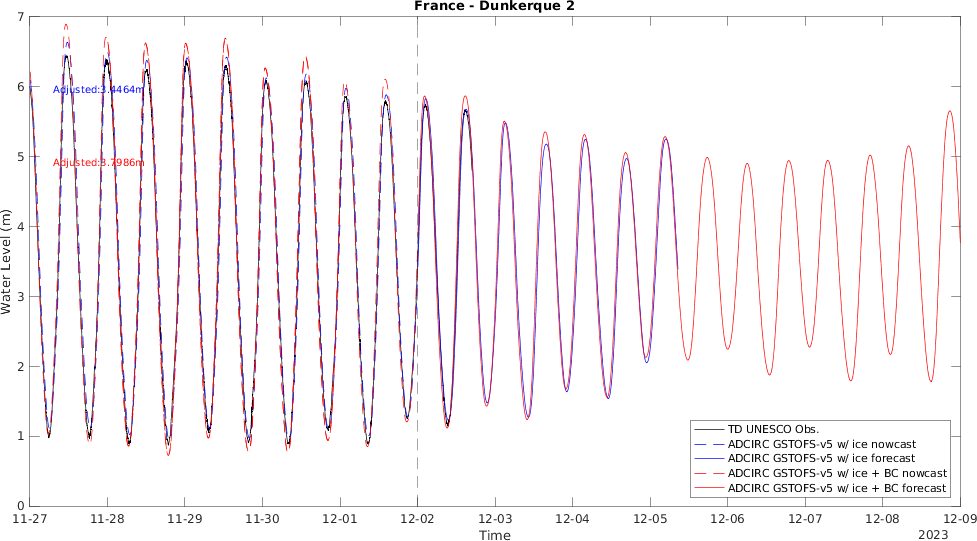 France - Dunkerque 2
7
6
5
4
3
2
1
0
Water Level (m)
Adjusted:3.4464m
Adjusted:3.7986m
TD UNESCO Obs.
ADCIRC GSTOFS-v5 w/ ice nowcast
ADCIRC GSTOFS-v5 w/ ice forecast
ADCIRC GSTOFS-v5 w/ ice + BC nowcast
ADCIRC GSTOFS-v5 w/ ice + BC forecast
11-27 11-28 11-29 11-30 12-01 12-02 12-03 12-04 12-05 12-06 12-07 12-08 12-09
Time
2023